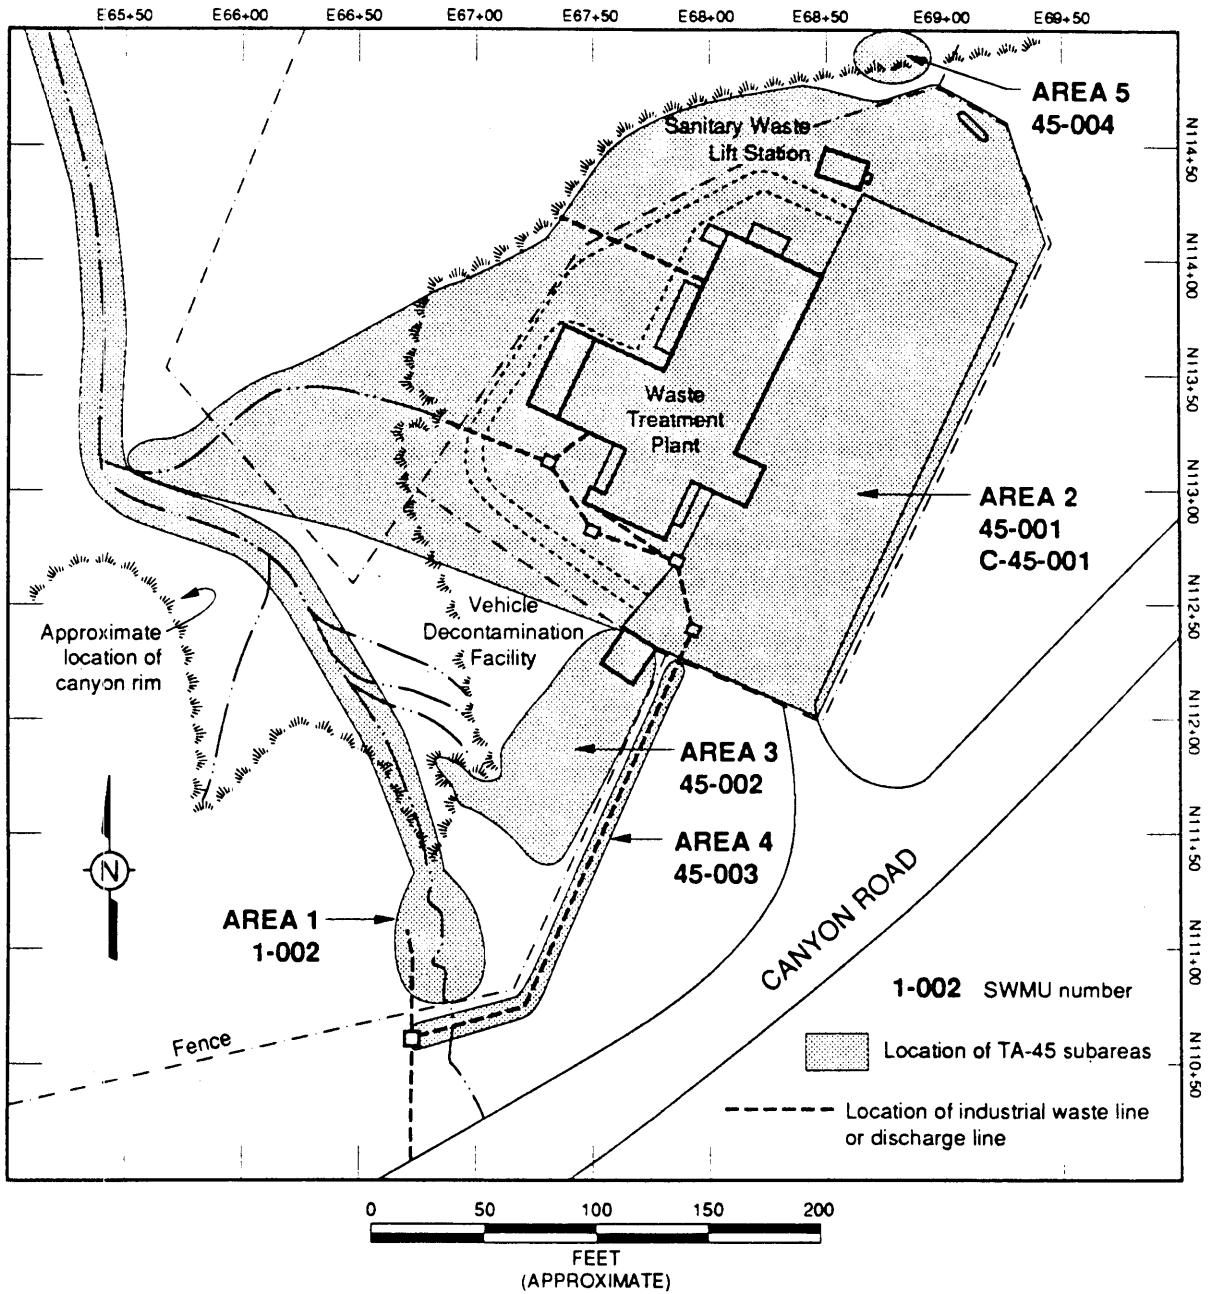 E65+50 E66+00 E66+50 E67+00 E67+50 E68+00 E68+50 E69+00 E69+50
AREA 5
45-004
N114+50
Sanitary Waste
Lift Station
N114+00
N113+50
Waste
Treatment
Plant
AREA 2
45-001
C-45-001
N113+00
Vehicle
Decontamination
Facility
N112+50
Approximate
location of
canyon rim
N112+00
AREA 3
45-002
AREA 4
45-003
N111+50
N
AREA 1
1-002
CANYON ROAD
N111+00
1-002 SWMU number
Fence
Location of TA-45 subareas
N110+50
Location of industrial waste line
or discharge line
0 50 100 150 200
FEET
(APPROXIMATE)